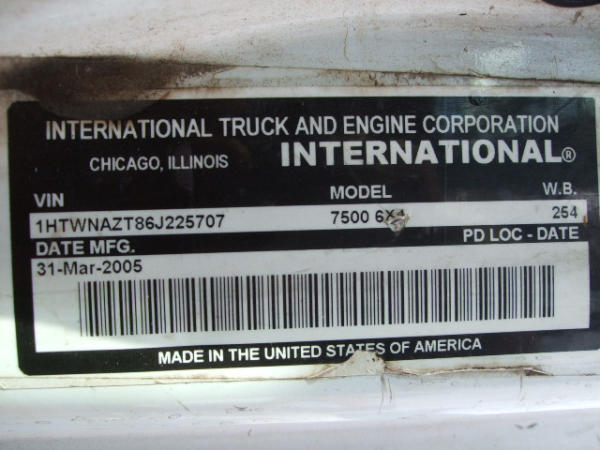 INTERNATIONAL TRUCK AND ENGINE CORPORATION
CHICAGO, ILLINOIS INTERNATIONAL®
VIN MODEL W.B.
1HTWNAZT86J225707 7500 6X4 254
DATE MFG. PD LOC - DATE
31-Mar-2005
MADE IN THE UNITED STATES OF AMERICA